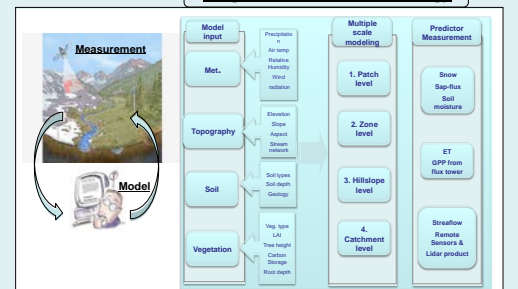 Measurement
Model
Model
input
Met.
Precipitatio
n
Air temp
Relative
Humidity
Wind
radiation
Topography
Elevation
Slope
Aspect
Stream
network
Soil
Soil types
Soil depth
Geology
Vegetation
Veg. type
LAI
Tree height
Carbon
Storage
Root depth
Multiple
scale
modeling
1. Patch
level
2. Zone
level
3. Hillslope
level
4.
Catchment
level
Predictor
Measurement
Snow
Sap-flux
Soil
moisture
ET
GPP from
flux tower
Streaflow
Remote
Sensors &
Lidar product